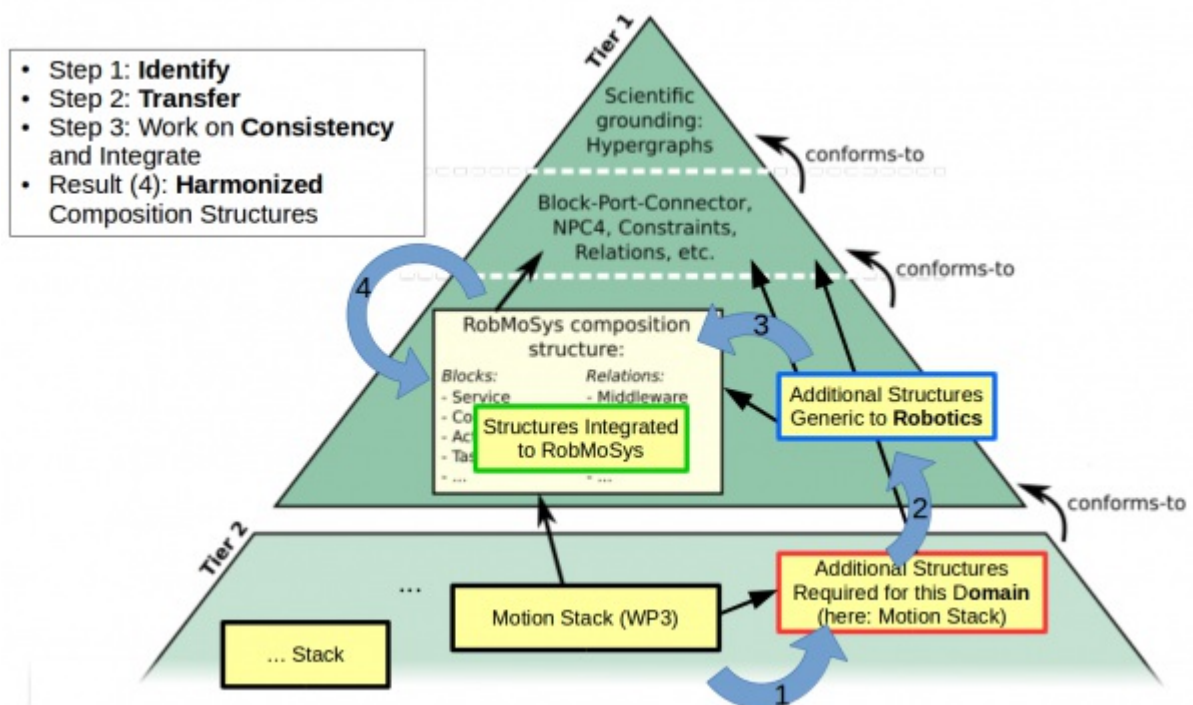 • Step 1: Identify
• Step 2: Transfer
• Step 3: Work on Consistency
and Integrate
• Result (4): Harmonized
Composition Structures
Tier 1
Scientific
grounding:
Hypergraphs
conforms-to
Block-Port-Connector,
NPC4, Constraints,
Relations, etc.
conforms-to
4
3
RobMoSys composition
structure:
Blocks:
- Service
- Co
- Act
- Tas
- ...
Relations:
- Middleware
- ...
Structures Integrated
to RobMoSys
Additional Structures
Generic to Robotics
2
conforms-to
Tier 2
...
Motion Stack (WP3)
Additional Structures
Required for this Domain
(here: Motion Stack)
... Stack
1